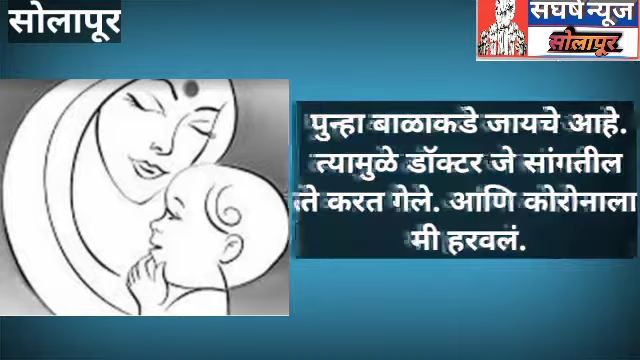 सोलापूर
संघर्ष न्यूज
सोलापूर
पुन्हा बाळाकडे जायचे आहे.
त्यामुळे डॉक्टर जे सांगतील
ते करत गेले. आणि कोरोनाला
मी हरवलं.